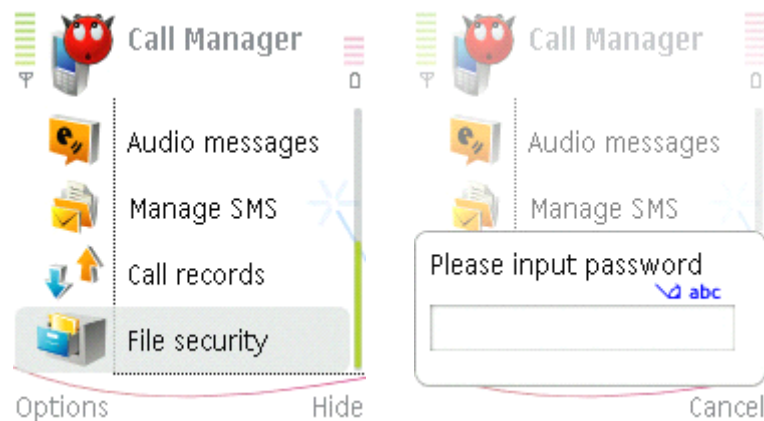 Call Manager
Audio messages
Manage SMS
Call records
File security
Options Hide
Call Manager
Audio messages
Manage SMS
Please input password
abc
Cancel